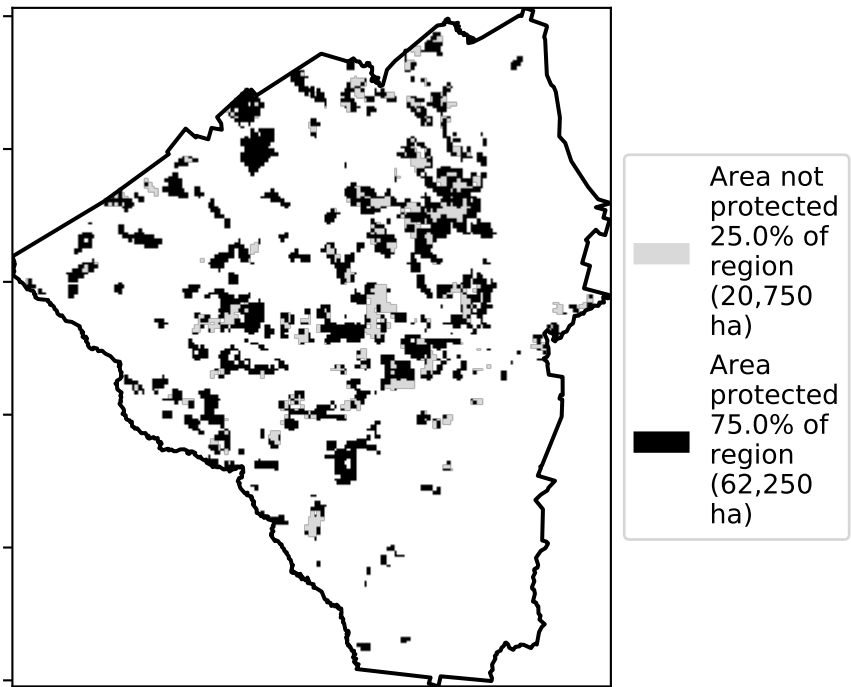 Area not
protected
25.0% of
region
(20,750
ha)
Area
protected
75.0% of
region
(62,250
ha)